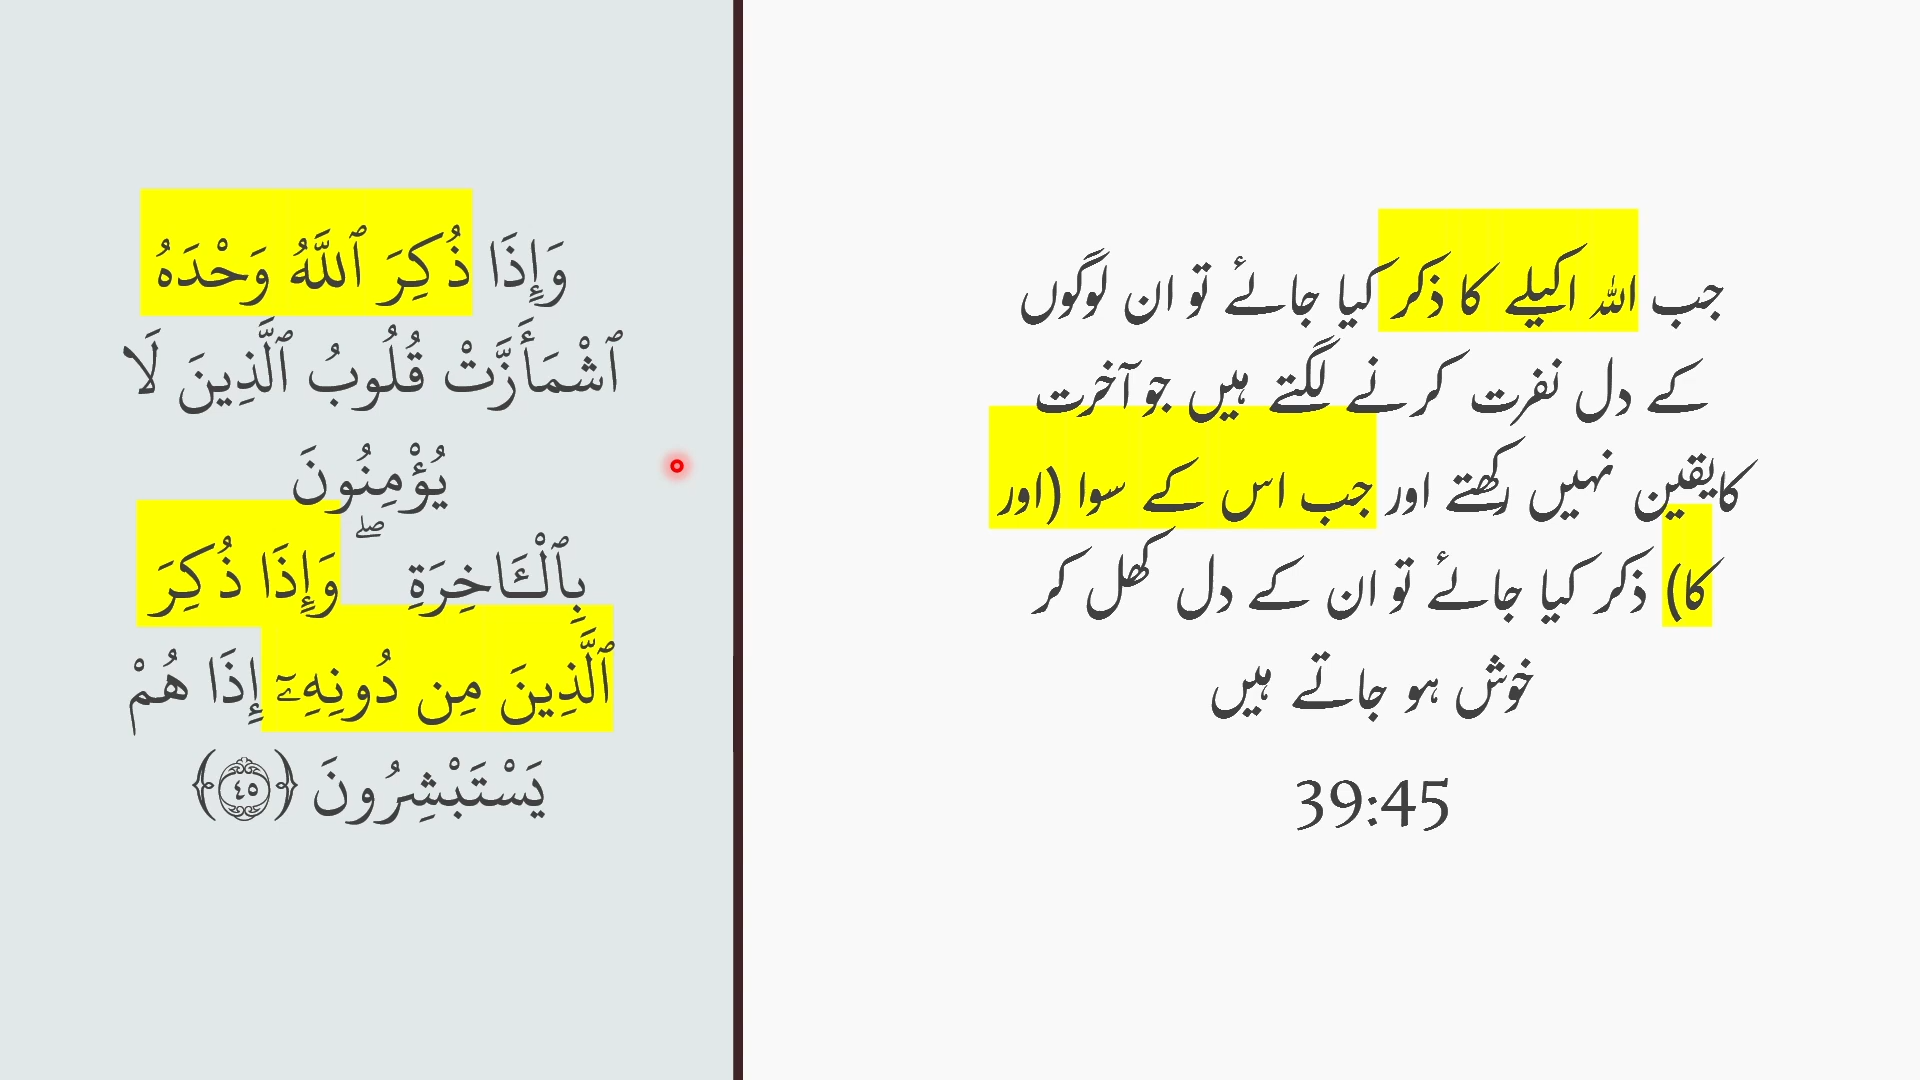 وَإِذَا ذُكِرَ ٱللَّهُ وَحْدَهُ
ٱشْمَأَزَّتْ قُلُوبُ ٱلَّذِينَ لَا
يُؤْمِنُونَ
بِٱلْـَٔاخِرَةِ ۖ وَإِذَا ذُكِرَ
ٱلَّذِينَ مِن دُونِهِۦٓ إِذَا هُمْ
يَسْتَبْشِرُونَ ﴿٤٥﴾
جب اللہ اکیلے کا ذکر کیا جائے تو ان لوگوں
کے دل نفرت کرنے لگتے ہیں جو آخرت
کایقین نہیں رکھتے اور جب اس کے سوا (اور
کا) ذکر کیا جائے تو ان کے دل کھل کر
خوش ہو جاتے ہیں
39:45